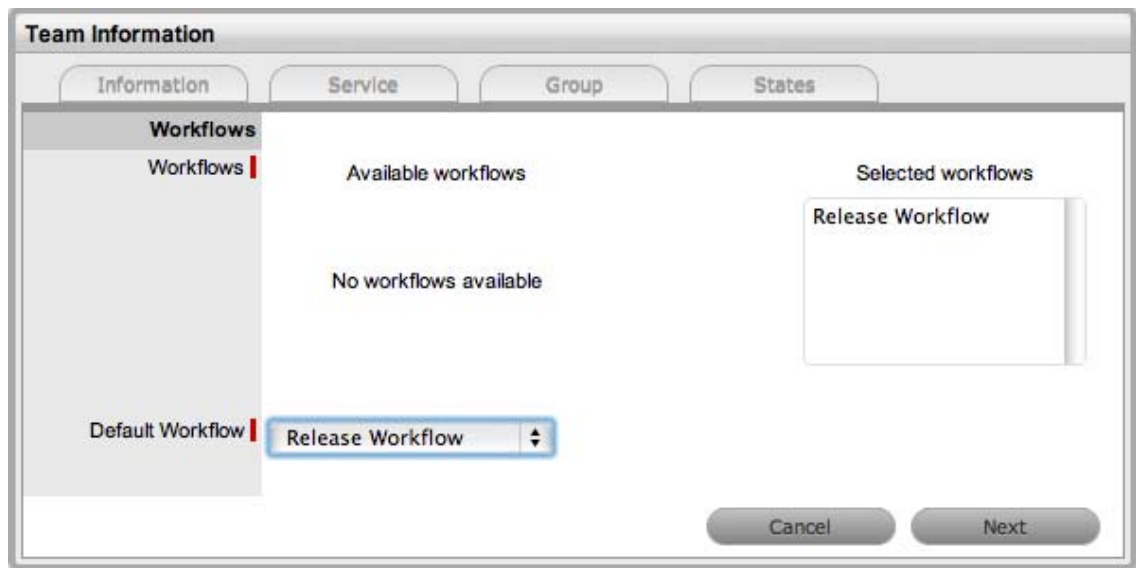 Team Information
Information Service Group States
Workflows
Workflows Available workflows Selected workflows
Release Workflow
No workflows available
Default Workflow Release Workflow
Cancel Next